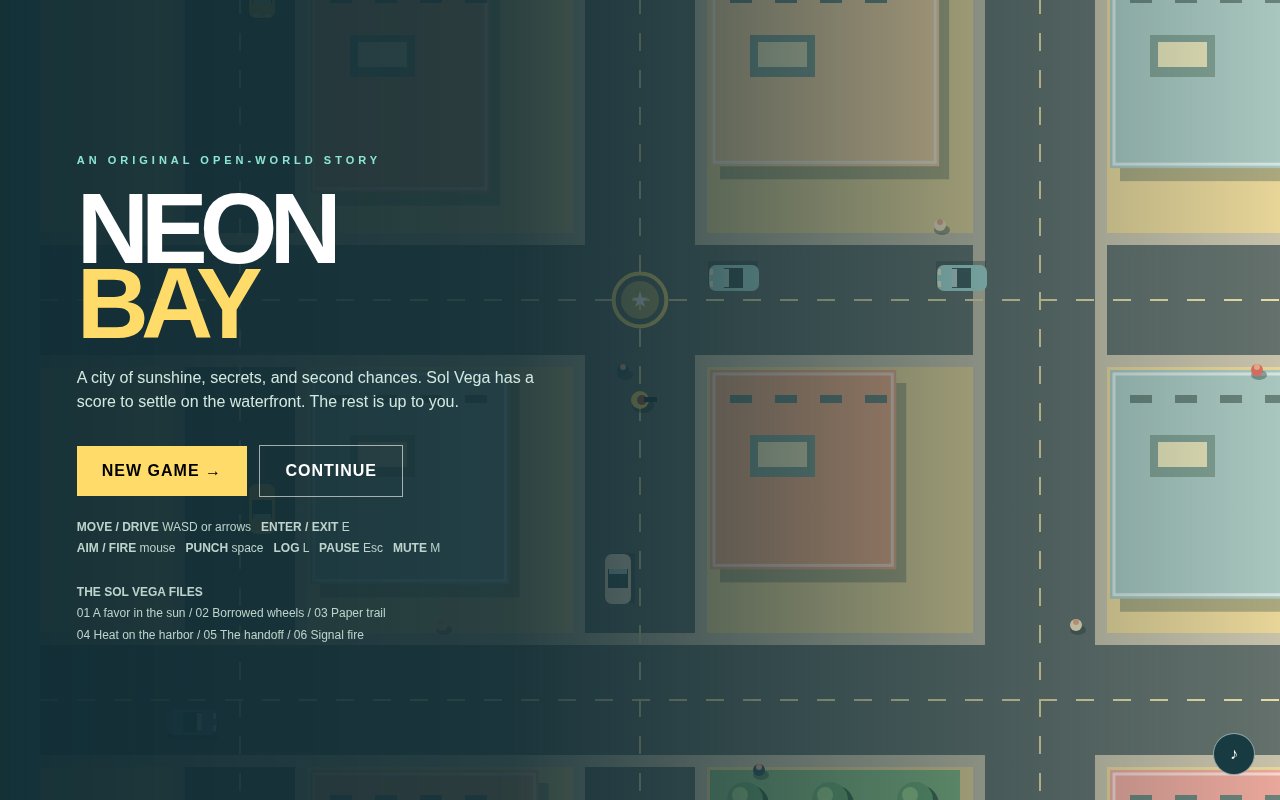 AN ORIGINAL OPEN-WORLD STORY
NEON
BAY
A city of sunshine, secrets, and second chances. Sol Vega has a
score to settle on the waterfront. The rest is up to you.
NEW GAME →
CONTINUE
MOVE / DRIVE WASD or arrows ENTER / EXIT E
AIM / FIRE mouse PUNCH space LOG L PAUSE Esc MUTE M
THE SOL VEGA FILES
01 A favor in the sun / 02 Borrowed wheels / 03 Paper trail
04 Heat on the harbor / 05 The handoff / 06 Signal fire
♪